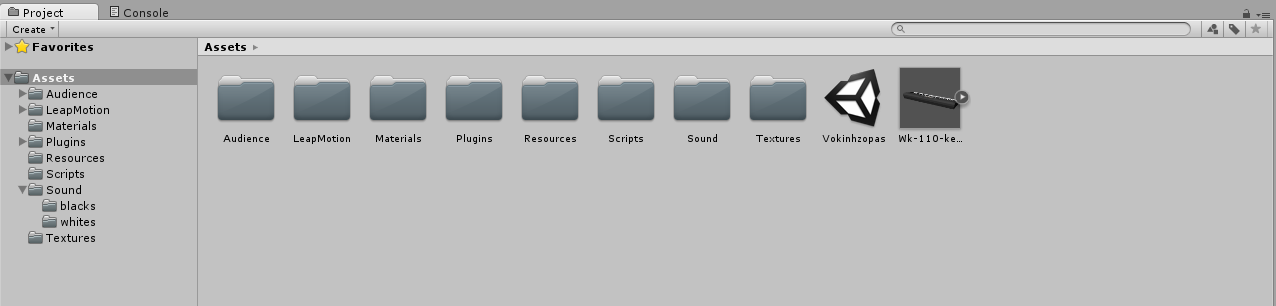 Project
Console
Create
Favorites
Assets
Assets
Audience
LeapMotion
Materials
Plugins
Resources
Scripts
Sound
blacks
whites
Textures
Audience
LeapMotion
Materials
Plugins
Resources
Scripts
Sound
Textures
Vokinhzopas
Wk-110-ke...